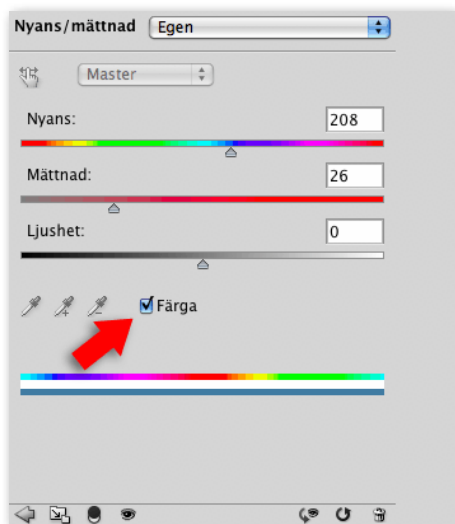 Nyans/mättnad Egen
Master
Nyans: 208
Mättnad: 26
Ljushet: 0
Färga